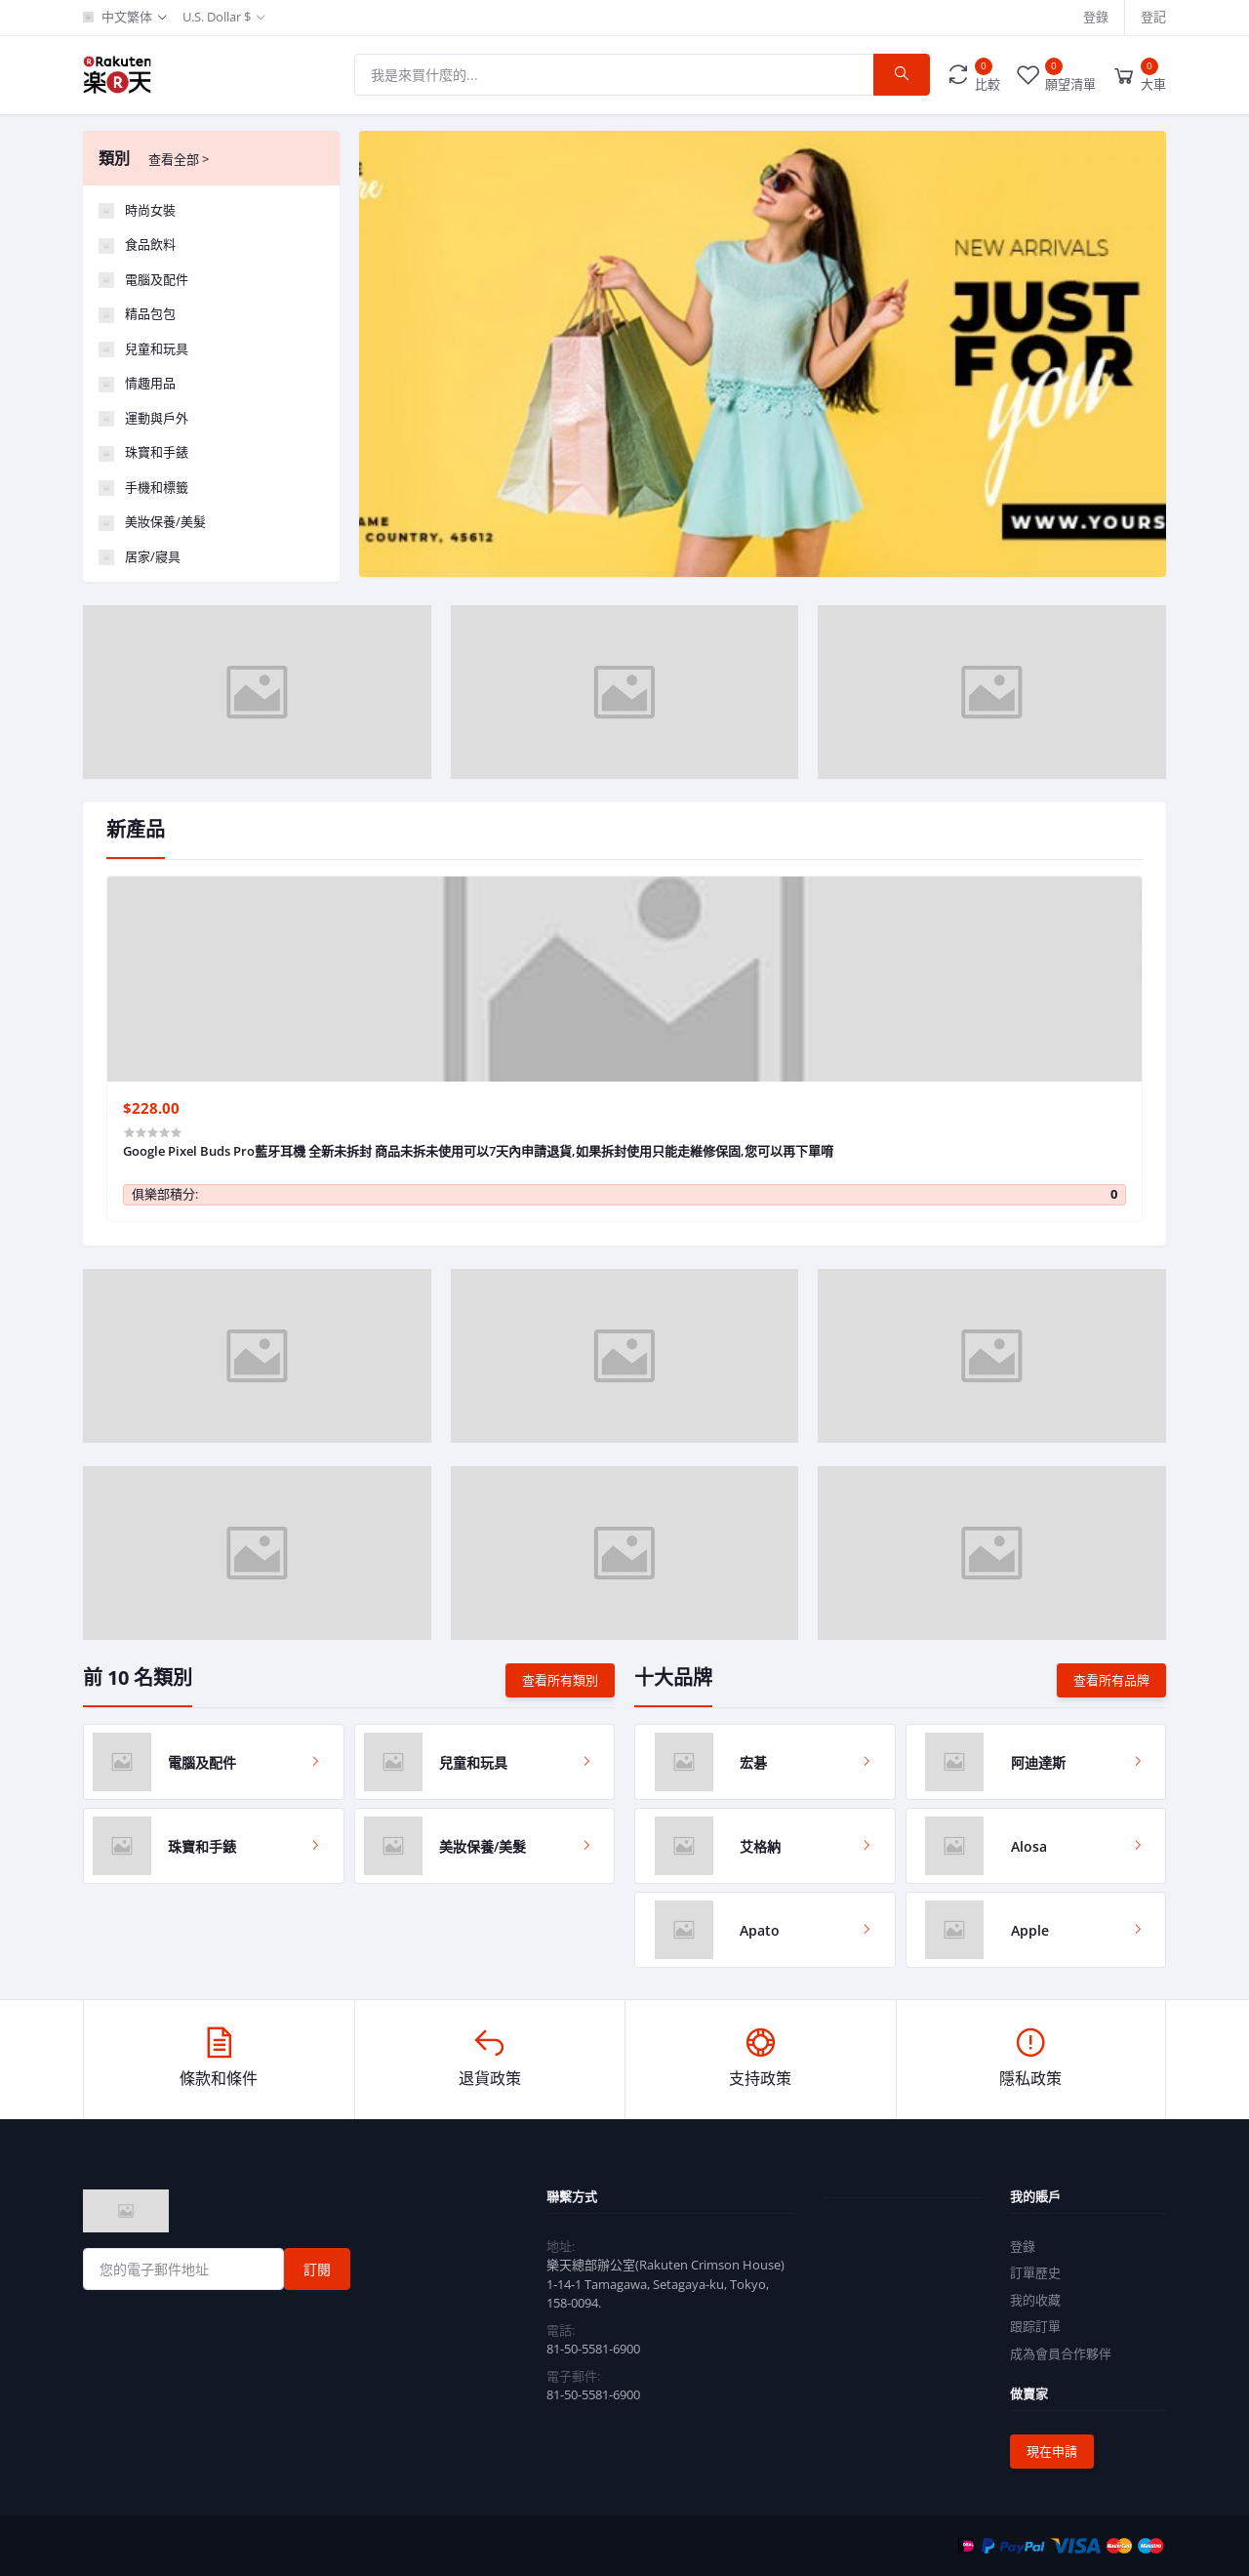 中文繁体
U.S. Dollar $
登錄
登記
Rakuten
楽R天
我是來買什麼的...
0
比較
0
願望清單
0
大車
類別
查看全部 >
時尚女裝
食品飲料
電腦及配件
精品包包
兒童和玩具
情趣用品
運動與戶外
珠寶和手錶
手機和標籤
美妝保養/美髮
居家/寢具
NEW ARRIVALS
JUST
FOR
you
AME
COUNTRY, 45612
WWW.YOURS
新產品
$228.00
Google Pixel Buds Pro藍牙耳機 全新未拆封 商品未拆未使用可以7天內申請退貨,如果拆封使用只能走維修保固,您可以再下單唷
俱樂部積分:
0
前 10 名類別
查看所有類別
電腦及配件
兒童和玩具
珠寶和手錶
美妝保養/美髮
十大品牌
查看所有品牌
宏碁
阿迪達斯
艾格納
Alosa
Apato
Apple
條款和條件
退貨政策
支持政策
隱私政策
您的電子郵件地址
訂閱
聯繫方式
地址:
樂天總部辦公室(Rakuten Crimson House)
1-14-1 Tamagawa, Setagaya-ku, Tokyo,
158-0094.
電話:
81-50-5581-6900
電子郵件:
81-50-5581-6900
我的賬戶
登錄
訂單歷史
我的收藏
跟踪訂單
成為會員合作夥伴
做賣家
現在申請
PayPal
VISA